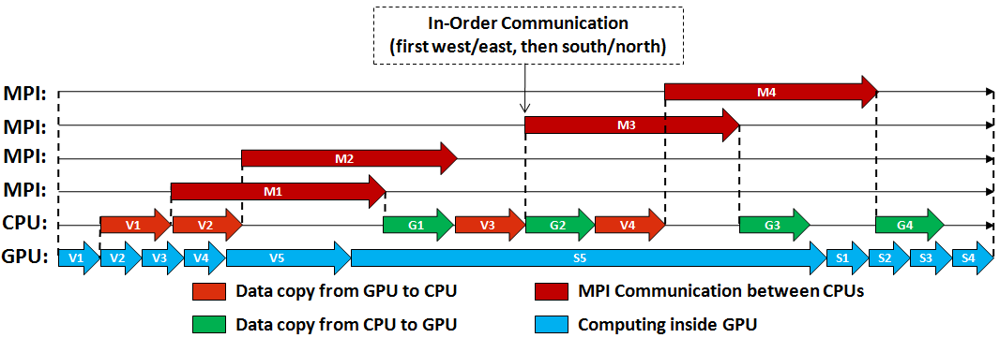 In-Order Communication
(first west/east, then south/north)
MPI: M4
MPI: M3
MPI: M2
MPI: M1
CPU: V1 V2 G1 V3 G2 V4 G3 G4
GPU: V1 V2 V3 V4 V5 S5 S1 S2 S3 S4
Data copy from GPU to CPU
MPI Communication between CPUs
Data copy from CPU to GPU
Computing inside GPU